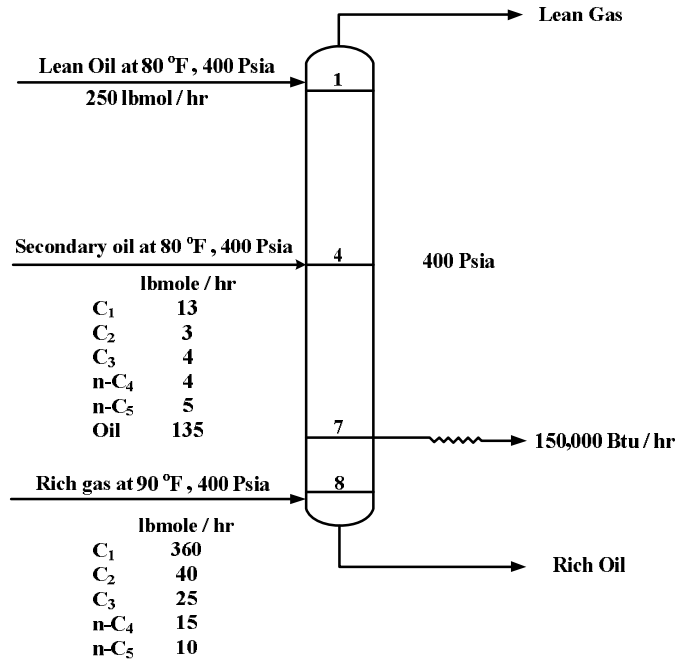 Lean Gas
Lean Oil at 80 °F, 400 Psia
1
250 lbmol / hr
Secondary oil at 80 °F, 400 Psia
4
400 Psia
lbmole / hr
C₁ 13
C₂ 3
C₃ 4
n-C₄ 4
n-C₅ 5
Oil 135
7
150,000 Btu / hr
Rich gas at 90 °F, 400 Psia
8
lbmole / hr
C₁ 360
C₂ 40
C₃ 25
n-C₄ 15
n-C₅ 10
Rich Oil